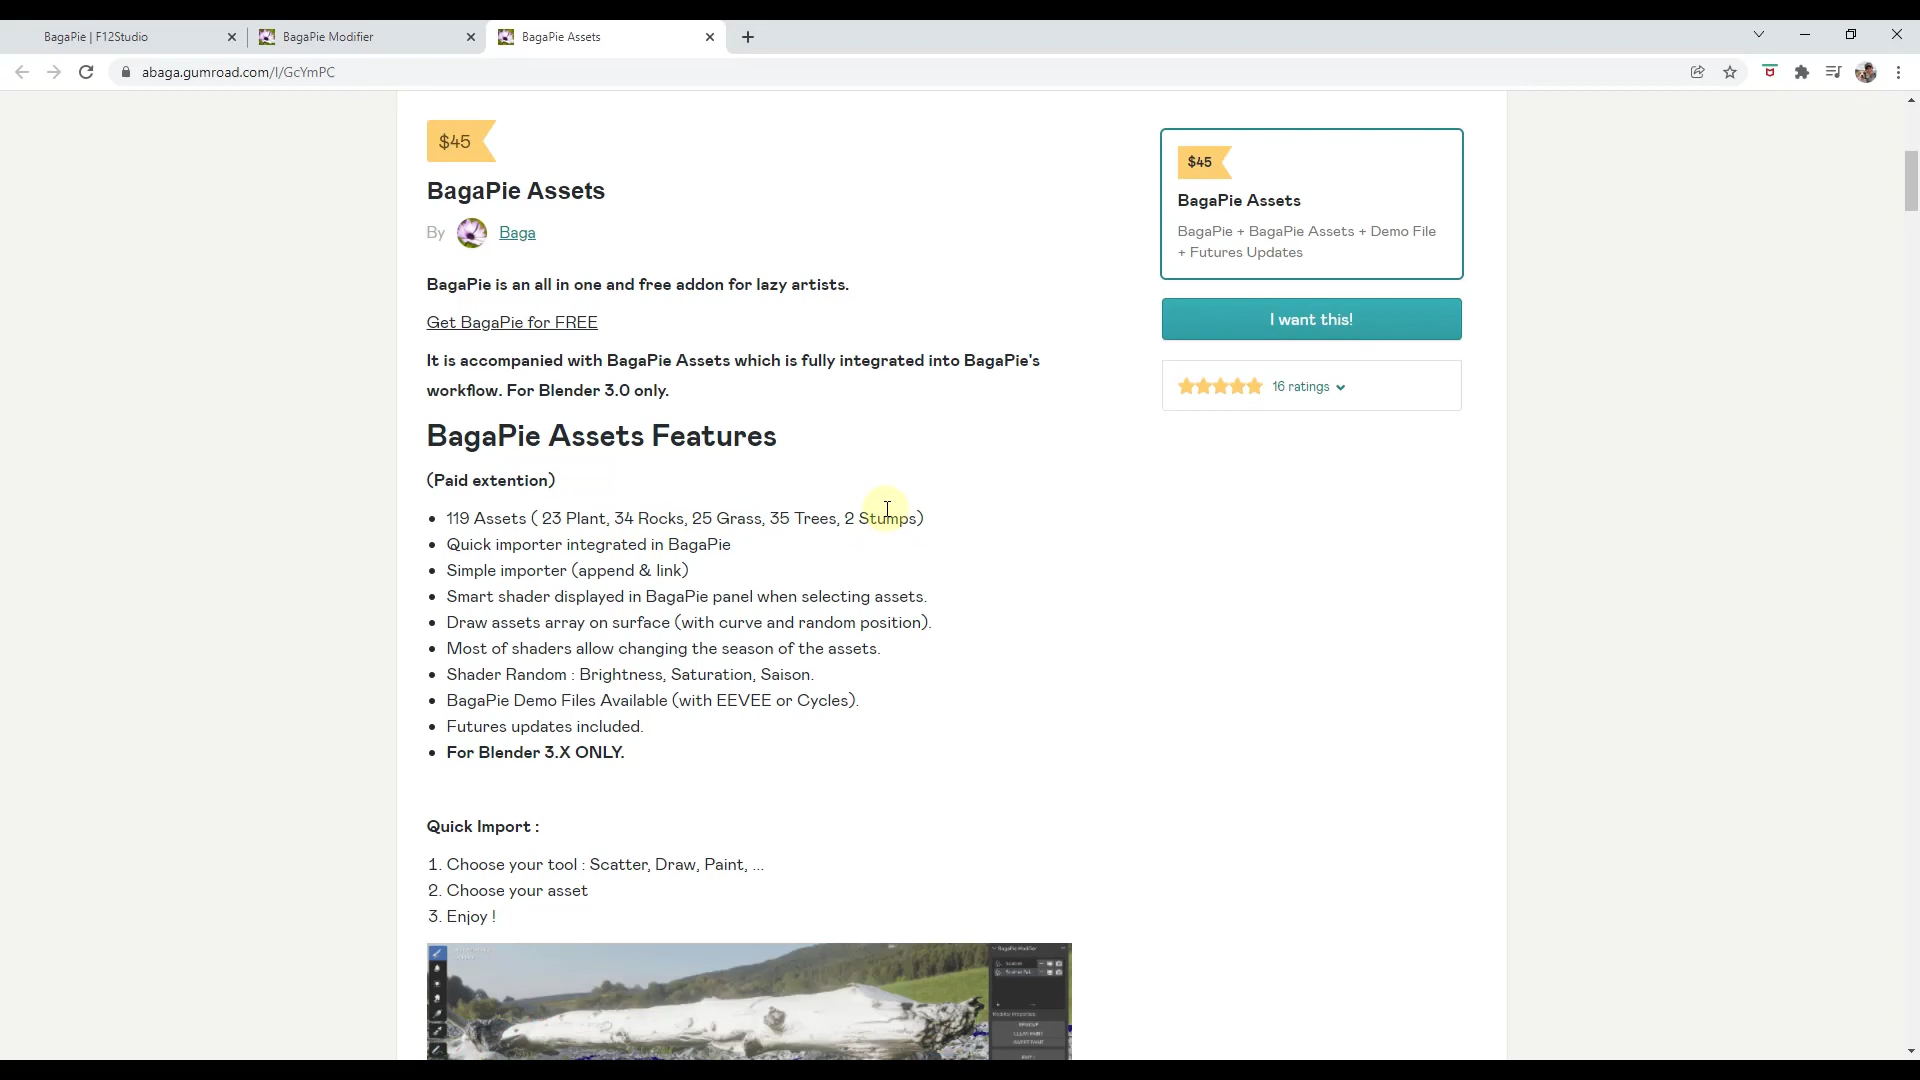 BagaPie | F12Studio
BagaPie Modifier
BagaPie Assets
abaga.gumroad.com/l/GcYmPC
$45
BagaPie Assets
By Baga
BagaPie is an all in one and free addon for lazy artists.
Get BagaPie for FREE
It is accompanied with BagaPie Assets which is fully integrated into BagaPie's
workflow. For Blender 3.0 only.
BagaPie Assets Features
(Paid extention)
119 Assets ( 23 Plant, 34 Rocks, 25 Grass, 35 Trees, 2 Stumps)
Quick importer integrated in BagaPie
Simple importer (append & link)
Smart shader displayed in BagaPie panel when selecting assets.
Draw assets array on surface (with curve and random position).
Most of shaders allow changing the season of the assets.
Shader Random : Brightness, Saturation, Saison.
BagaPie Demo Files Available (with EEVEE or Cycles).
Futures updates included.
For Blender 3.X ONLY.
Quick Import :
1. Choose your tool : Scatter, Draw, Paint, ...
2. Choose your asset
3. Enjoy !
$45
BagaPie Assets
BagaPie + BagaPie Assets + Demo File
+ Futures Updates
I want this!
16 ratings
BagaPie Modifier